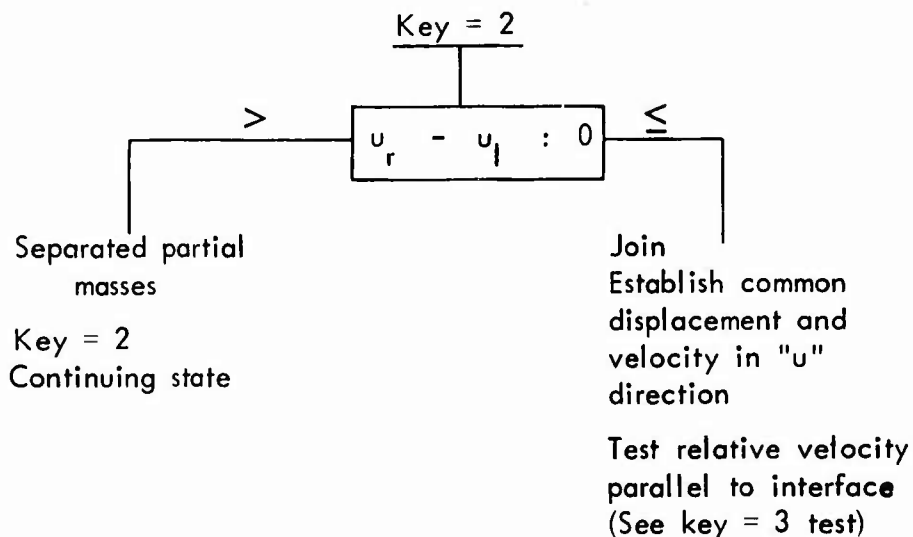 Key = 2
>
u_r - u_l : 0
≤
Separated partial
masses
Key = 2
Continuing state
Join
Establish common
displacement and
velocity in "u"
direction
Test relative velocity
parallel to interface
(See key = 3 test)